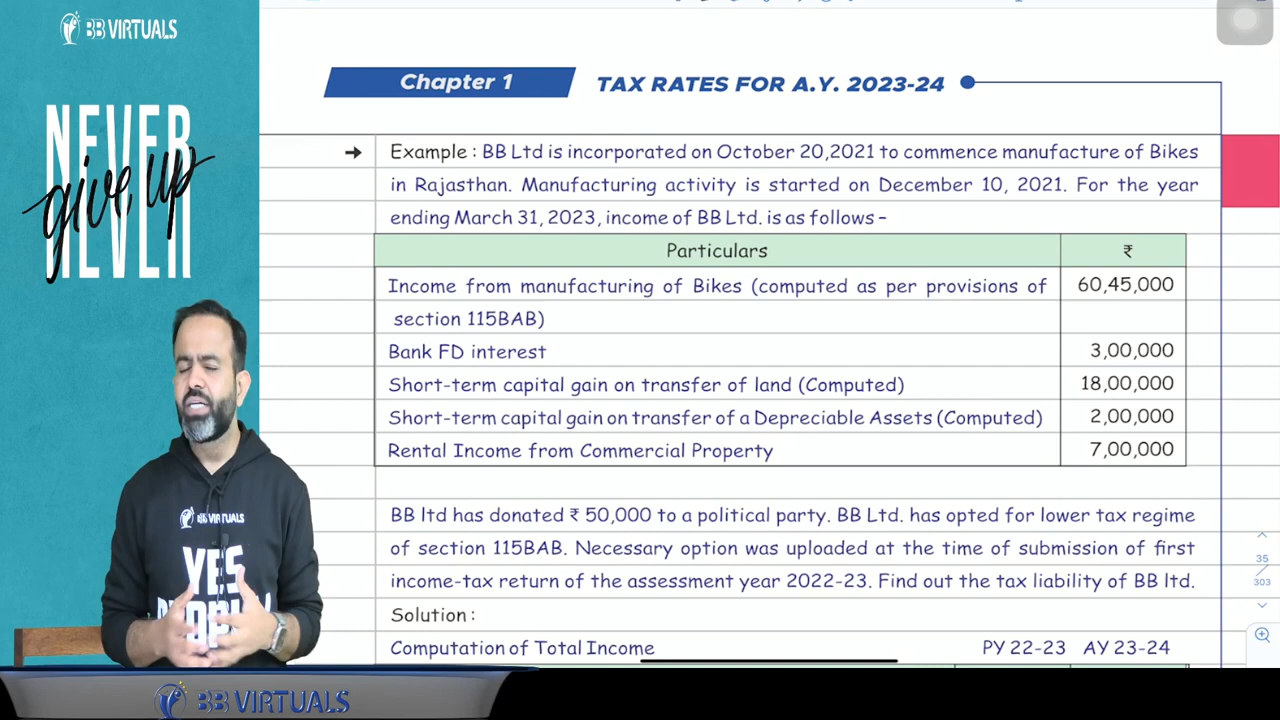 BB VIRTUALS
NEVER
give up
NEVER
Chapter 1
TAX RATES FOR A.Y. 2023-24
Example : BB Ltd is incorporated on October 20,2021 to commence manufacture of Bikes
in Rajasthan. Manufacturing activity is started on December 10, 2021. For the year
ending March 31, 2023, income of BB Ltd. is as follows –
Particulars ₹
Income from manufacturing of Bikes (computed as per provisions of 60,45,000
section 115BAB)
Bank FD interest 3,00,000
Short-term capital gain on transfer of land (Computed) 18,00,000
Short-term capital gain on transfer of a Depreciable Assets (Computed) 2,00,000
Rental Income from Commercial Property 7,00,000
BB ltd has donated ₹ 50,000 to a political party. BB Ltd. has opted for lower tax regime
of section 115BAB. Necessary option was uploaded at the time of submission of first
income-tax return of the assessment year 2022-23. Find out the tax liability of BB ltd.
Solution :
Computation of Total Income PY 22-23 AY 23-24
35
303
BB VIRTUALS
YES
BB VIRTUALS